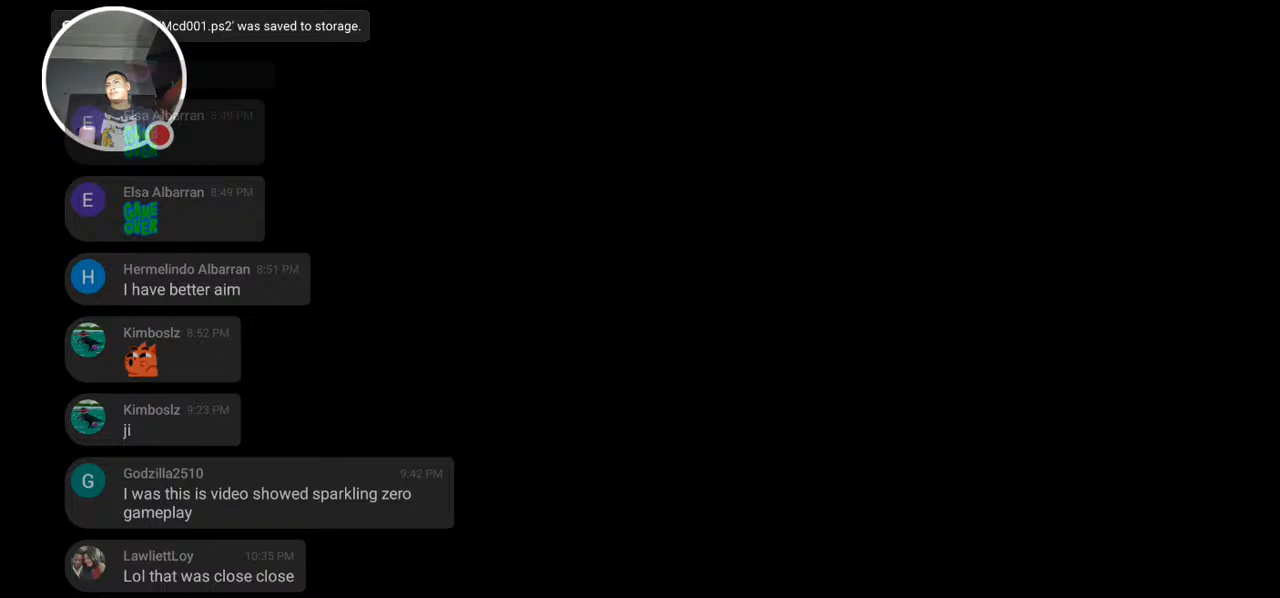 Mcd001.ps2' was saved to storage.
E
Elsa Albarran 8:49 PM
GAME
OVER
E
Elsa Albarran 8:49 PM
GAME
OVER
H
Hermelindo Albarran 8:51 PM
I have better aim
Kimboslz 8:52 PM
Kimboslz 9:23 PM
ji
G
Godzilla2510 9:42 PM
I was this is video showed sparkling zero
gameplay
LawliettLoy 10:35 PM
Lol that was close close